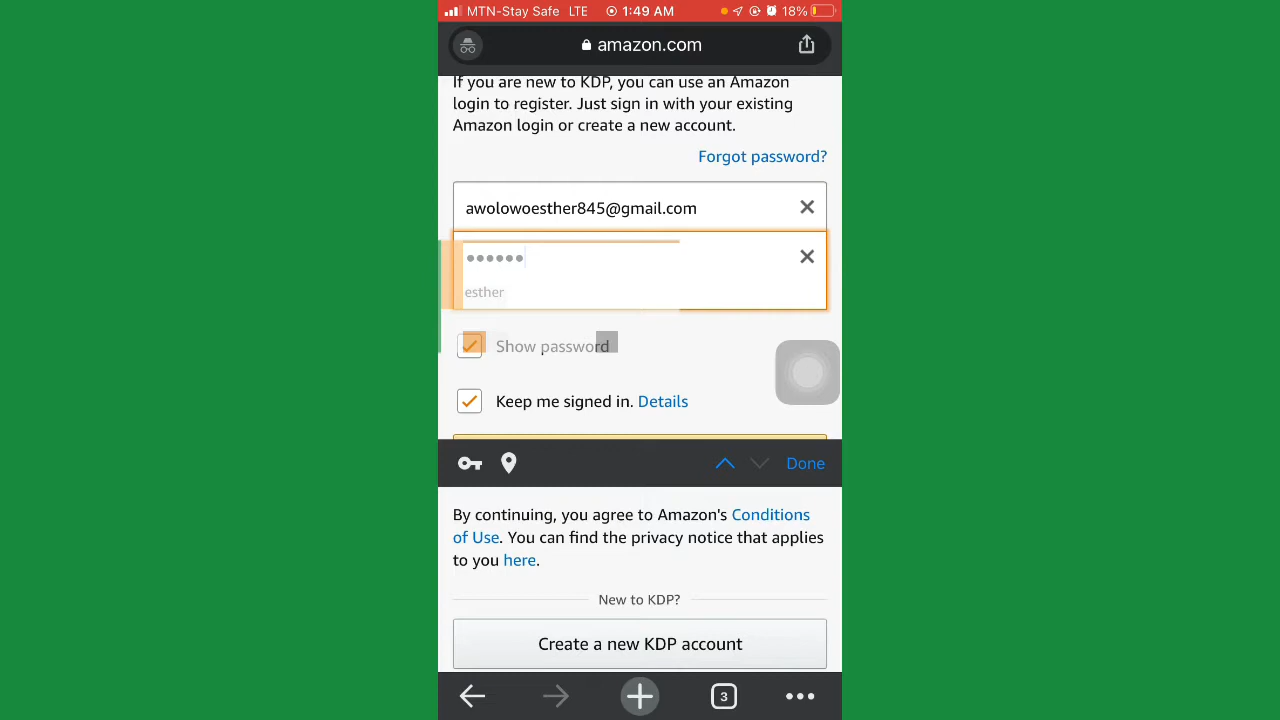 MTN-Stay Safe LTE 1:49 AM 18%
amazon.com
If you are new to KDP, you can use an Amazon
login to register. Just sign in with your existing
Amazon login or create a new account.
Forgot password?
awolowoesther845@gmail.com
••••••
esther
Show password
Keep me signed in. Details
Done
By continuing, you agree to Amazon's Conditions
of Use. You can find the privacy notice that applies
to you here.
New to KDP?
Create a new KDP account
3